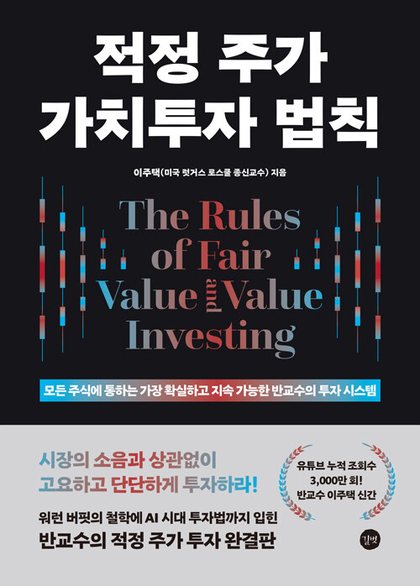 적정 주가
가치투자 법칙
이주택(미국 럿거스 로스쿨 종신교수) 지음
The Rules
of Fair
Value and Value
Investing
모든 주식에 통하는 가장 확실하고 지속 가능한 반교수의 투자 시스템
시장의 소음과 상관없이
고요하고 단단하게 투자하라!
워런 버핏의 철학에 AI 시대 투자법까지 입힌
반교수의 적정 주가 투자 완결판
유튜브 누적 조회수
3,000만 회!
반교수 이주택 신간
길벗